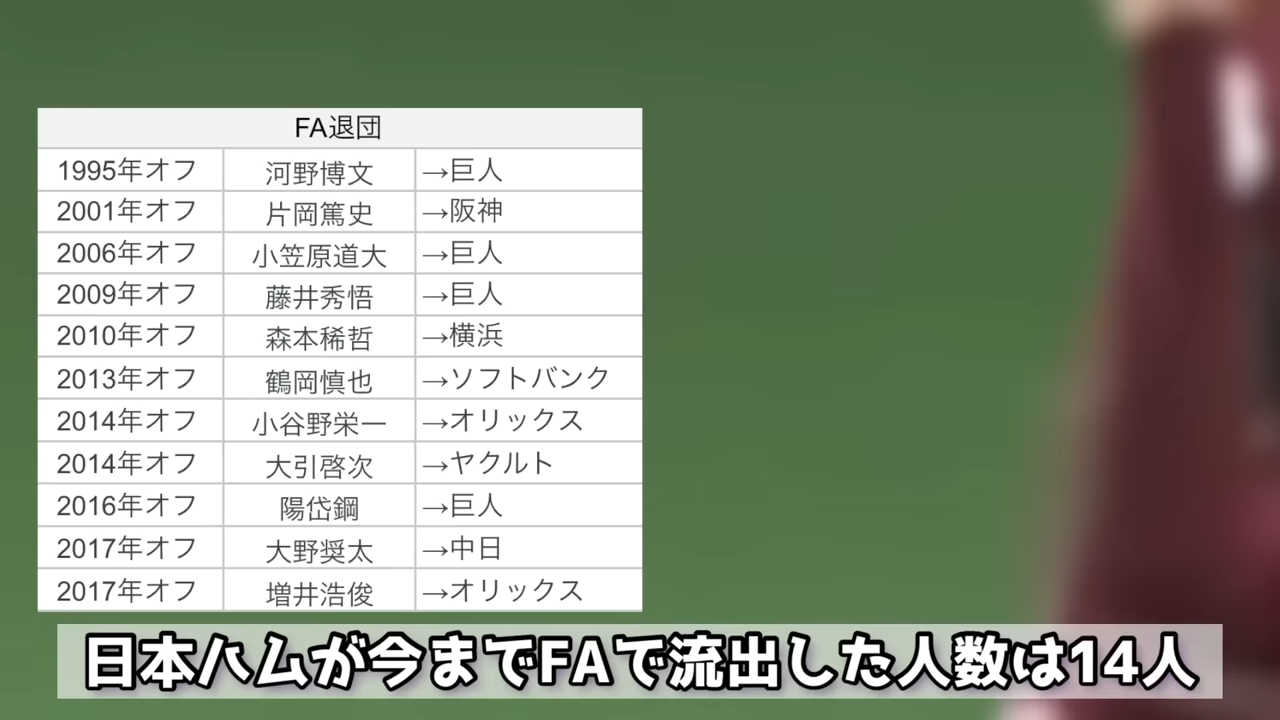 FA退団
1995年オフ 河野博文 →巨人
2001年オフ 片岡篤史 →阪神
2006年オフ 小笠原道大 →巨人
2009年オフ 藤井秀悟 →巨人
2010年オフ 森本稀哲 →横浜
2013年オフ 鶴岡慎也 →ソフトバンク
2014年オフ 小谷野栄一 →オリックス
2014年オフ 大引啓次 →ヤクルト
2016年オフ 陽岱鋼 →巨人
2017年オフ 大野奨太 →中日
2017年オフ 増井浩俊 →オリックス
日本ハムが今までFAで流出した人数は14人